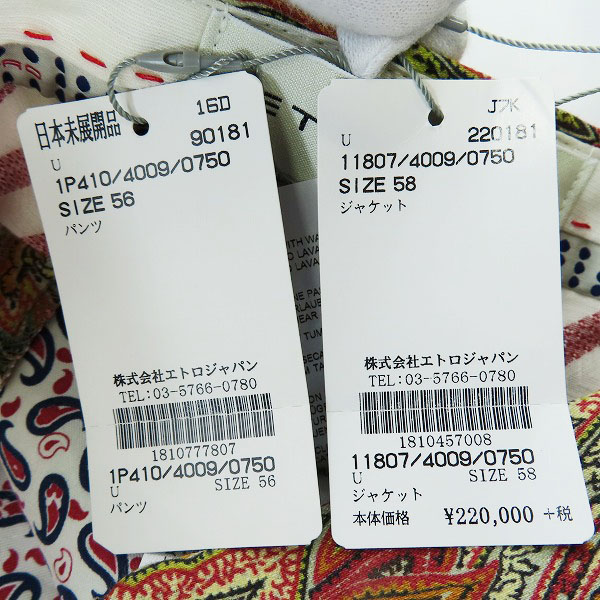 日本未展開品
16D
U
90181
1P410/4009/0750
SIZE 56
パンツ
株式会社エトロジャパン
TEL:03-5766-0780
1810777807
1P410/4009/0750
U
SIZE 56
パンツ
ET
J7K
U
220181
11807/4009/0750
SIZE 58
ジャケット
株式会社エトロジャパン
TEL:03-5766-0780
1810457008
11807/4009/0750
U
SIZE 58
ジャケット
本体価格 ¥220,000 +税